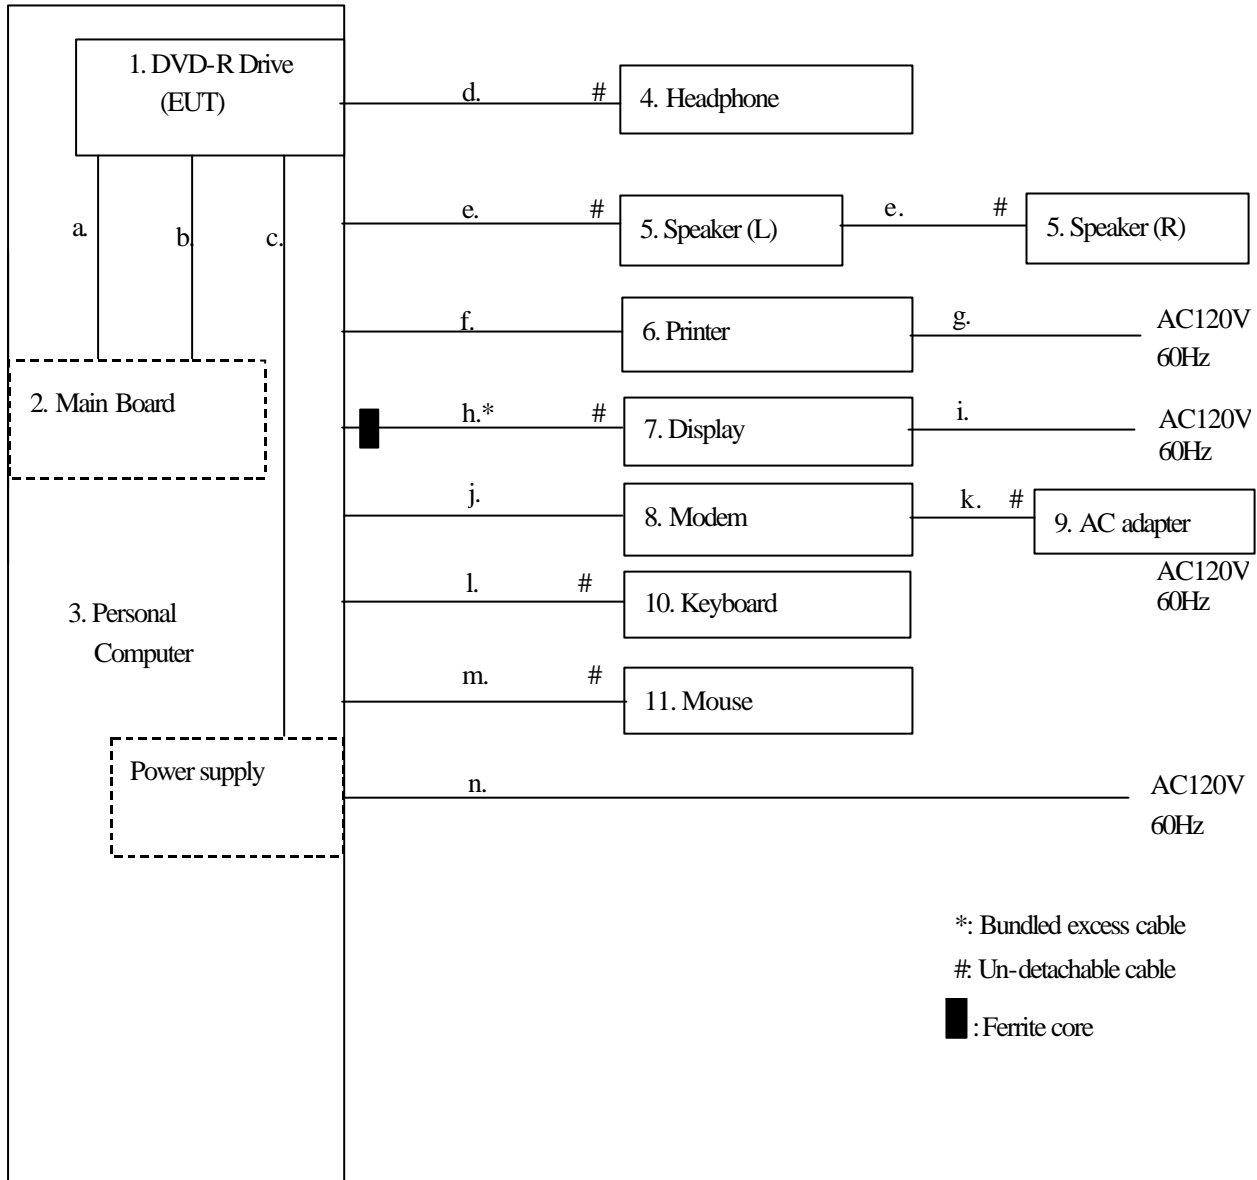 1. DVD-R Drive
(EUT)
d.
#
4. Headphone
a.
b.
c.
e.
#
5. Speaker (L)
e.
#
5. Speaker (R)
f.
6. Printer
g.
AC120V
60Hz
2. Main Board
h.*
#
7. Display
i.
AC120V
60Hz
j.
8. Modem
k.
#
9. AC adapter
AC120V
60Hz
l.
#
10. Keyboard
3. Personal
Computer
m.
#
11. Mouse
Power supply
n.
AC120V
60Hz
*: Bundled excess cable
#: Un-detachable cable
: Ferrite core